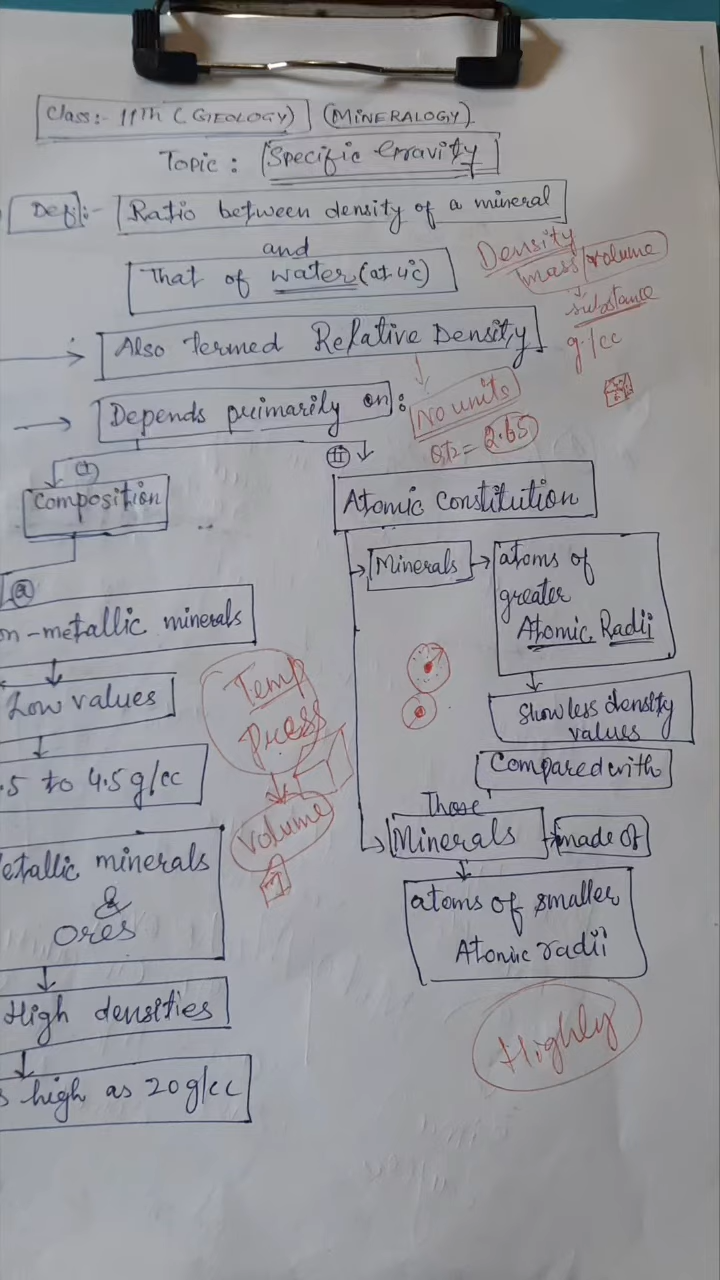 Class:- 11TH (GEOLOGY) (MINERALOGY)
Topic : Specific Gravity
Def:- Ratio between density of a mineral
and
That of water (at 4°C)
Density
mass/volume
substance
g/cc
Also termed Relative Density
No units
Qtz = 2.65
Depends primarily on :
(I)
Composition
(II)
Atomic Constitution
Minerals
atoms of
greater
Atomic Radii
Show less density
values
Compared with
Those
Minerals
made of
atoms of smaller
Atomic radii
Highly
(a)
on-metallic minerals
Low values
.5 to 4.5 g/cc
Temp
Press
Volume
etallic minerals
&
Ores
High densities
s high as 20 g/cc